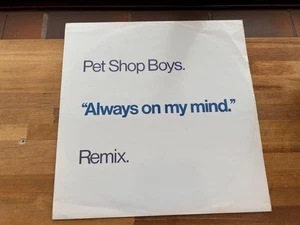 Pet Shop Boys.
“Always on my mind.”
Remix.